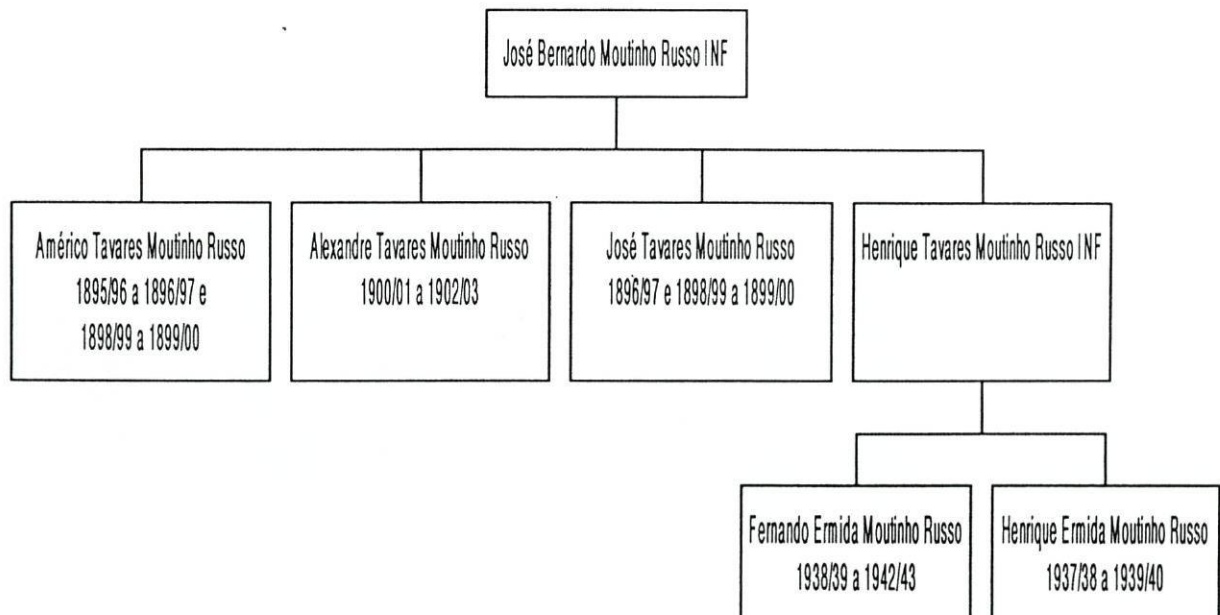 José Bernardo Moutinho Russo INF
Américo Tavares Moutinho Russo
1895/96 a 1896/97 e
1898/99 a 1899/00
Alexandre Tavares Moutinho Russo
1900/01 a 1902/03
José Tavares Moutinho Russo
1896/97 e 1898/99 a 1899/00
Henrique Tavares Moutinho Russo INF
Fernando Ermida Moutinho Russo
1938/39 a 1942/43
Henrique Ermida Moutinho Russo
1937/38 a 1939/40